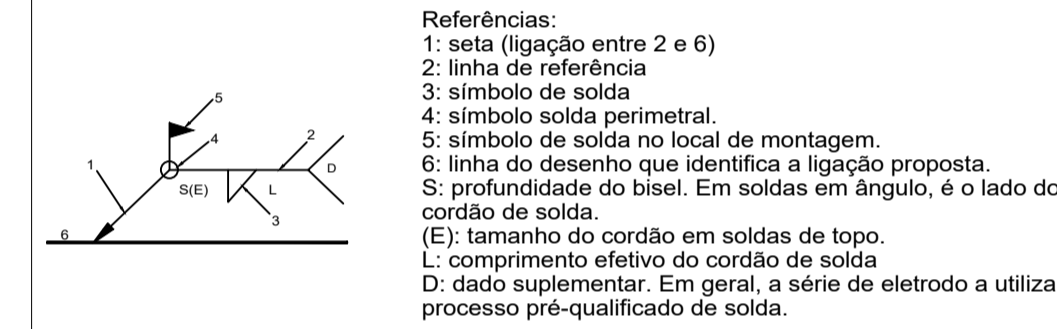 Referências:
1: seta (ligação entre 2 e 6)
2: linha de referência
3: símbolo de solda
4: símbolo solda perimetral.
5: símbolo de solda no local de montagem.
6: linha do desenho que identifica a ligação proposta.
S: profundidade do bisel. Em soldas em ângulo, é o lado do
cordão de solda.
(E): tamanho do cordão em soldas de topo.
L: comprimento efetivo do cordão de solda
D: dado suplementar. Em geral, a série de eletrodo a utiliza
processo pré-qualificado de solda.
5
4
2
1
D
S(E)
L
3
6